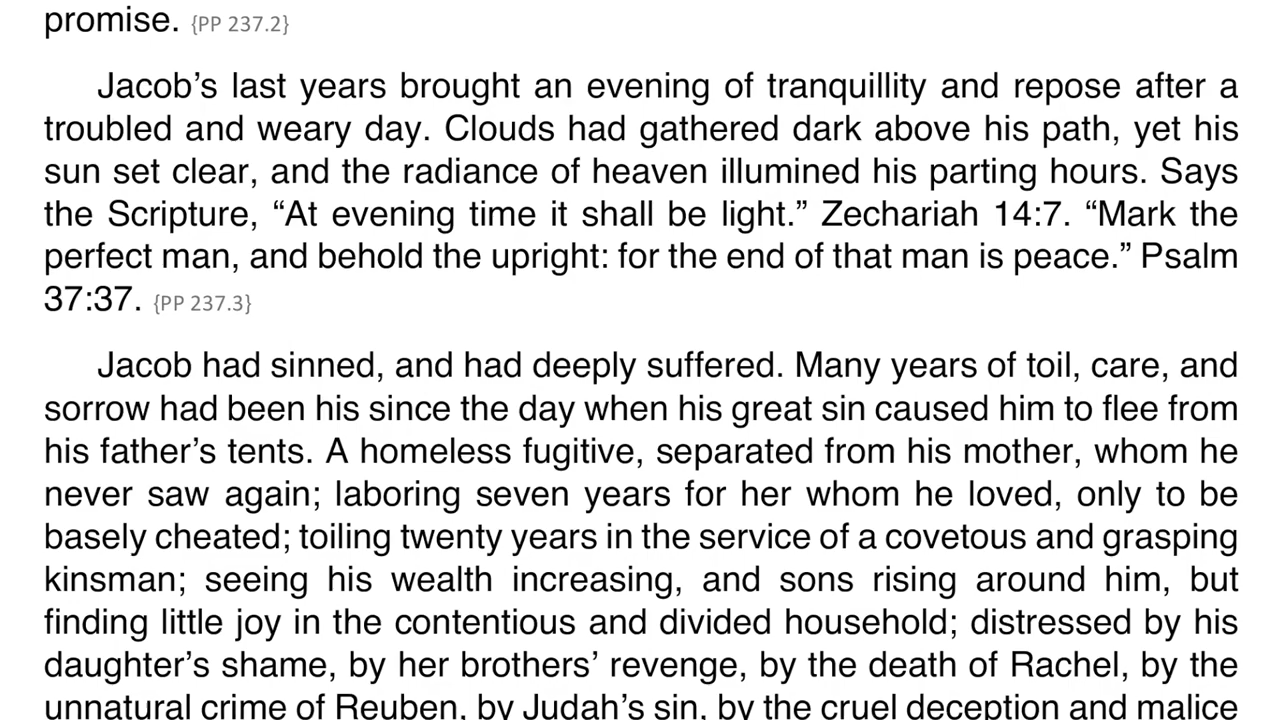 promise. {PP 237.2}
Jacob’s last years brought an evening of tranquillity and repose after a
troubled and weary day. Clouds had gathered dark above his path, yet his
sun set clear, and the radiance of heaven illumined his parting hours. Says
the Scripture, “At evening time it shall be light.” Zechariah 14:7. “Mark the
perfect man, and behold the upright: for the end of that man is peace.” Psalm
37:37. {PP 237.3}
Jacob had sinned, and had deeply suffered. Many years of toil, care, and
sorrow had been his since the day when his great sin caused him to flee from
his father’s tents. A homeless fugitive, separated from his mother, whom he
never saw again; laboring seven years for her whom he loved, only to be
basely cheated; toiling twenty years in the service of a covetous and grasping
kinsman; seeing his wealth increasing, and sons rising around him, but
finding little joy in the contentious and divided household; distressed by his
daughter’s shame, by her brothers’ revenge, by the death of Rachel, by the
unnatural crime of Reuben, by Judah’s sin, by the cruel deception and malice